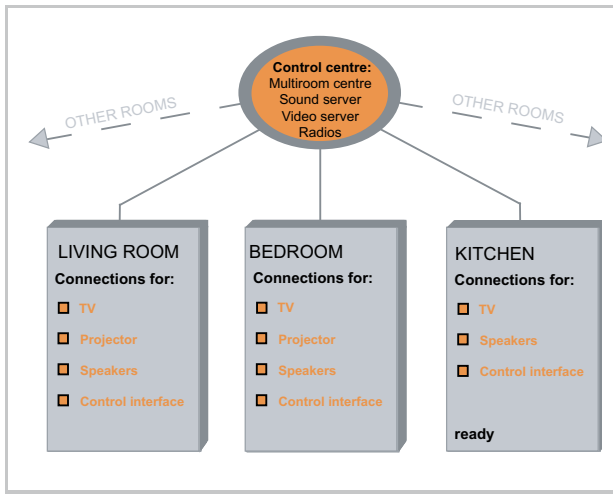 Control centre:
Multiroom centre
Sound server
Video server
Radios
OTHER ROOMS
OTHER ROOMS
LIVING ROOM
Connections for:
TV
Projector
Speakers
Control interface
BEDROOM
Connections for:
TV
Projector
Speakers
Control interface
KITCHEN
Connections for:
TV
Speakers
Control interface
ready